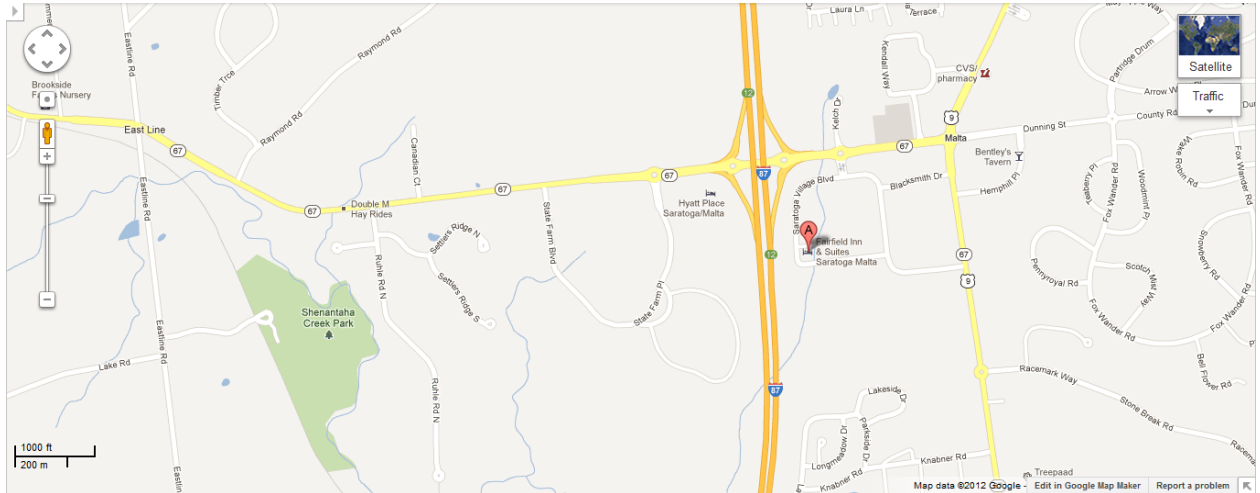 Laura Ln
Terrace
Eastline Rd
Raymond Rd
Timber Trce
Kendall Way
Partridge Drum
Satellite
CVS/
pharmacy
12
Brookside
Nursery
Traffic
Arrow
Kelch Dr
9
County Rd
Dunning St
East Line
Raymond Rd
67
Malta
67
Bentley's
Tavern
Wake Robin Rd
Fox Wander Rd
Canadian Ct
67
67
87
Saratoga Village Blvd
Blacksmith Dr
Hemphill Pl
Teaberry Pl
Fox Wander Rd
Woodmint Pl
Hyatt Place
Saratoga/Malta
Double M
Hay Rides
67
State Farm Blvd
Settlers Ridge N
A
Fairfield Inn
& Suites
Saratoga Malta
12
67
9
Snowberry Rd
Pennyroyal Rd
Scotch Mist Way
Ruhle Rd N
Settlers Ridge S
State Farm Pl
Shenantaha
Creek Park
Eastline Rd
Fox Wander Rd
Fox Wander Rd
Lake Rd
Bell Flower Rd
87
Racemark Way
Ruhle Rd N
Lakeside Dr
Stone Break Rd
Parkside Dr
Longmeadow Dr
1000 ft
200 m
Knabner Rd
Knabner Rd
Treepaad
Eastline
Map data ©2012 Google -
Edit in Google Map Maker
Report a problem